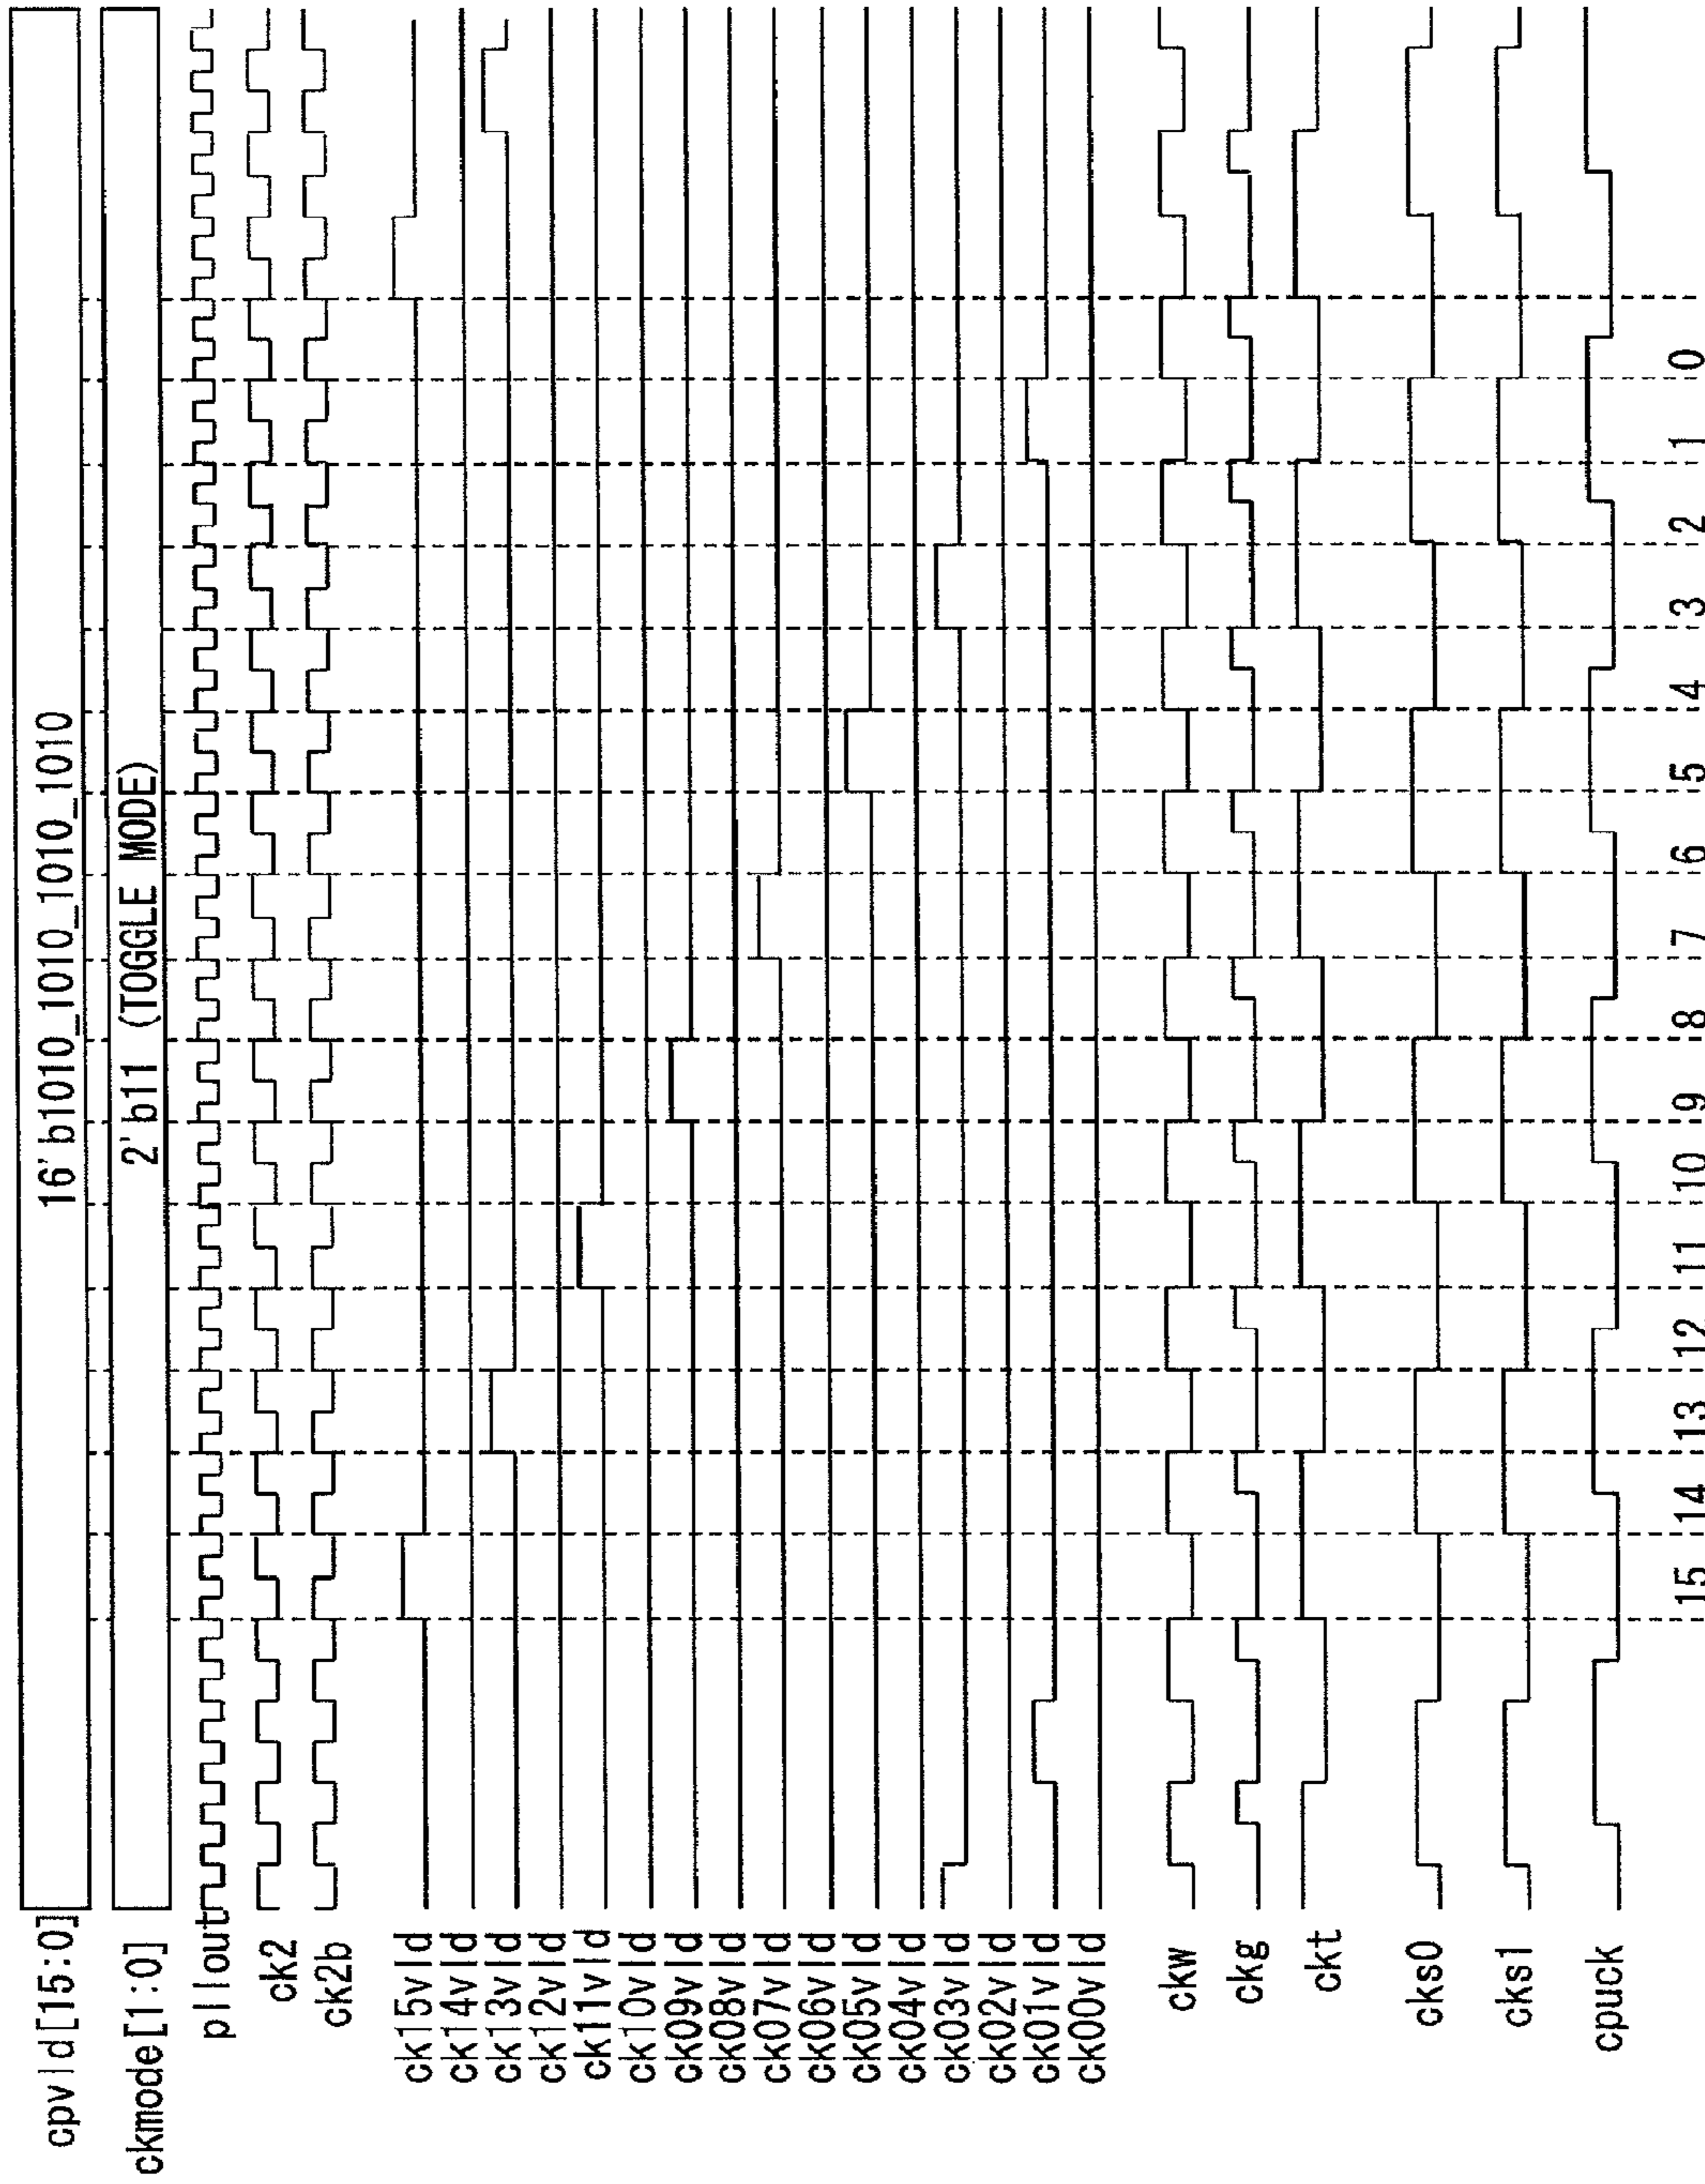 cpvld[15:0]
16'b1010_1010_1010_1010
ckmode[1:0]
2'b11 (TOGGLE MODE)
pllout
ck2
ck2b
ck15vld
ck14vld
ck13vld
ck12vld
ck11vld
ck10vld
ck09vld
ck08vld
ck07vld
ck06vld
ck05vld
ck04vld
ck03vld
ck02vld
ck01vld
ck00vld
ckw
ckg
ckt
cks0
cks1
cpuck
15 14 13 12 11 10 9 8 7 6 5 4 3 2 1 0